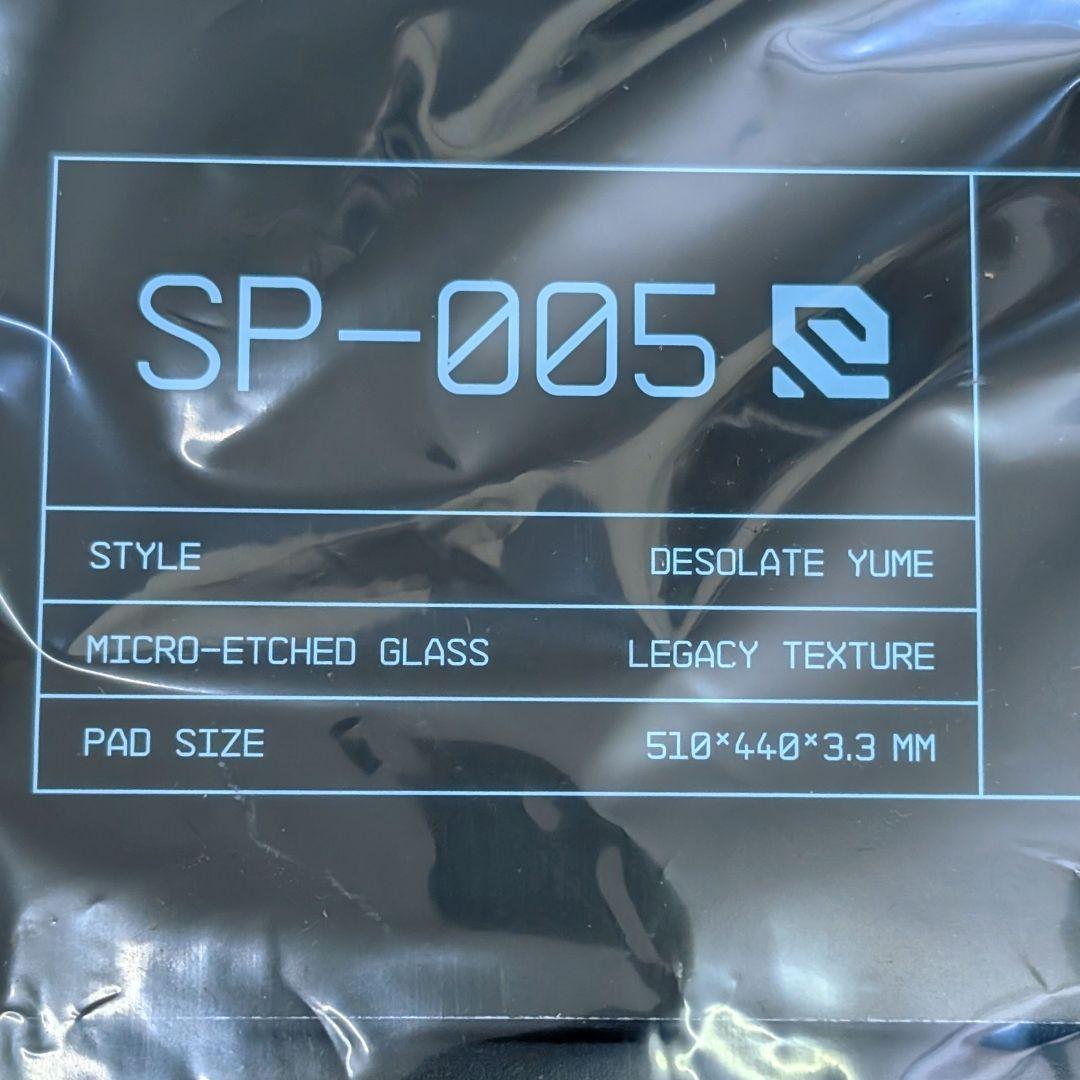 SP-005
STYLE DESOLATE YUME
MICRO-ETCHED GLASS LEGACY TEXTURE
PAD SIZE 510×440×3.3 MM